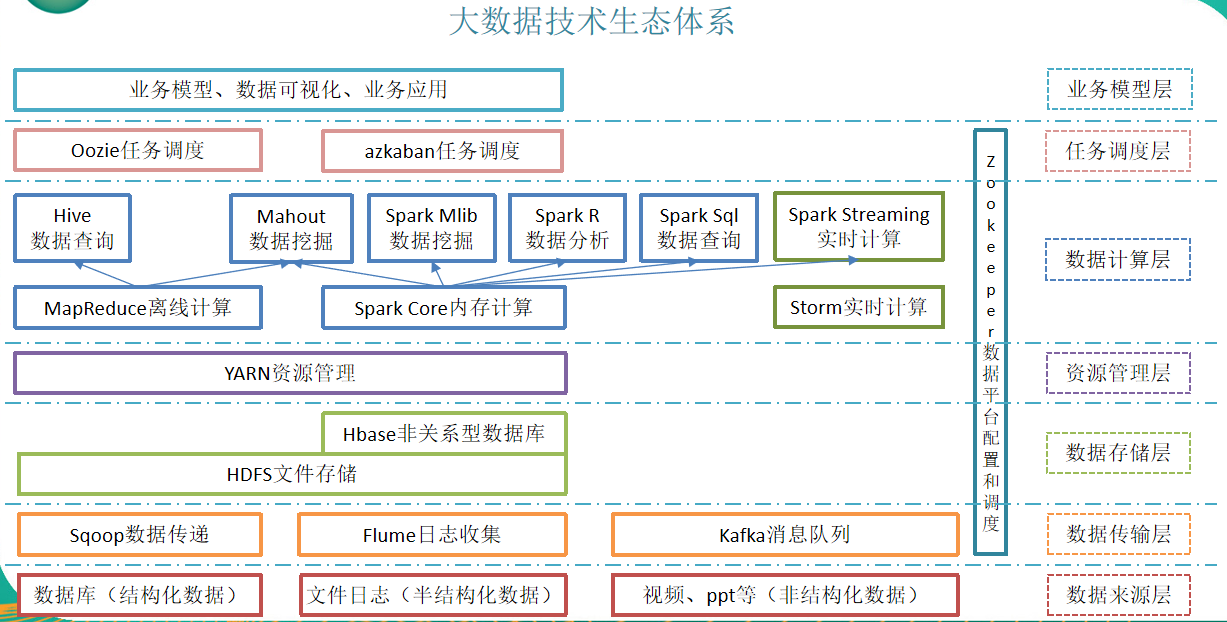 大数据技术生态体系
业务模型、数据可视化、业务应用
业务模型层
Oozie任务调度
azkaban任务调度
任务调度层
Hive
数据查询
Mahout
数据挖掘
Spark Mlib
数据挖掘
Spark R
数据分析
Spark Sql
数据查询
Spark Streaming
实时计算
数据计算层
MapReduce离线计算
Spark Core内存计算
Storm实时计算
Zookeeper数据平台配置和调度
YARN资源管理
资源管理层
Hbase非关系型数据库
HDFS文件存储
数据存储层
Sqoop数据传递
Flume日志收集
Kafka消息队列
数据传输层
数据库（结构化数据）
文件日志（半结构化数据）
视频、ppt等（非结构化数据）
数据来源层